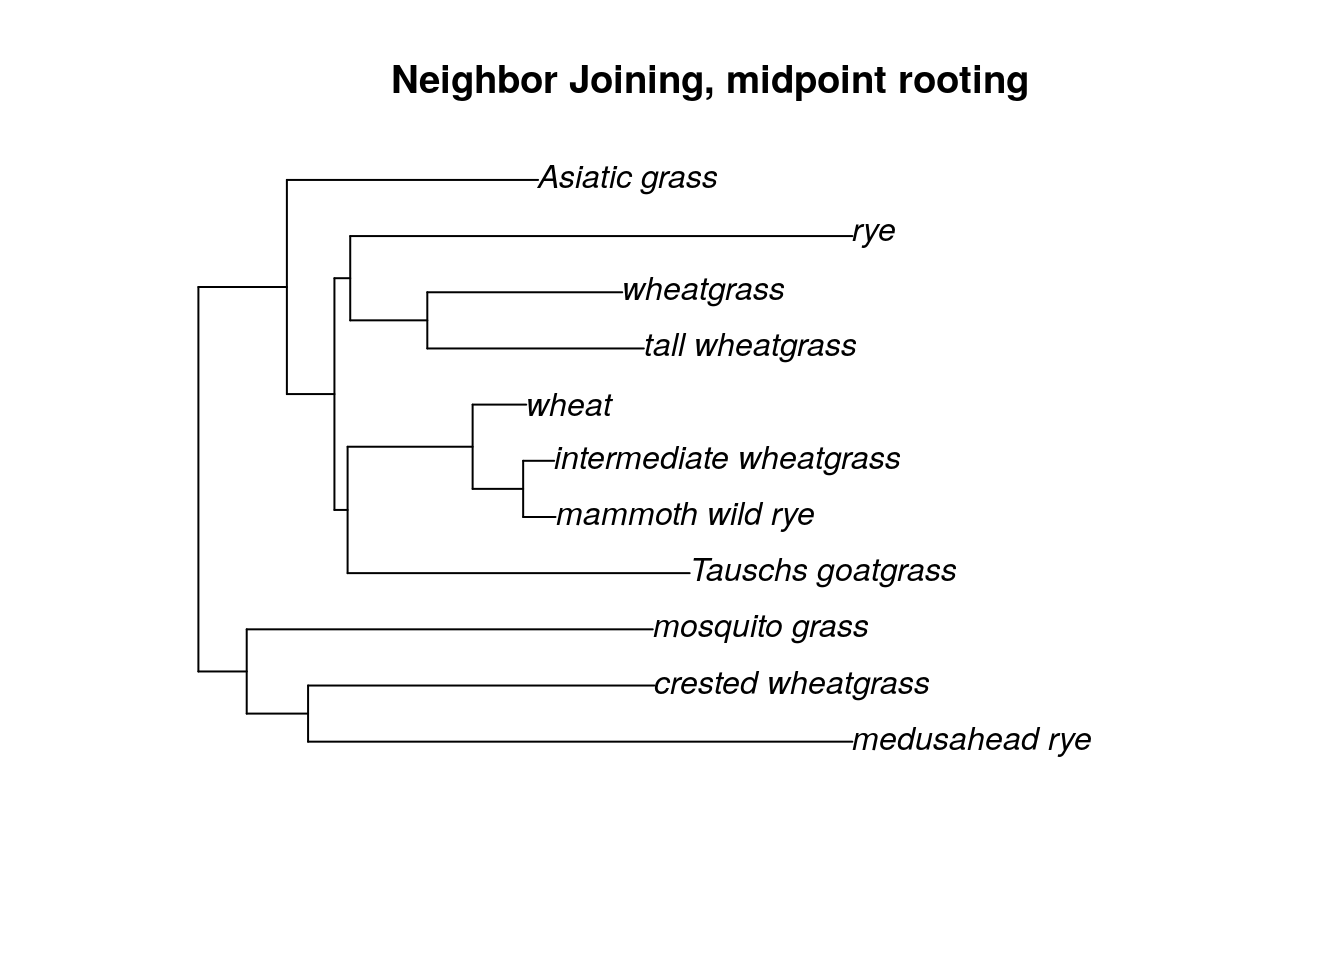 Neighbor Joining, midpoint rooting
Asiatic grass
rye
wheatgrass
tall wheatgrass
wheat
intermediate wheatgrass
mammoth wild rye
Tauschs goatgrass
mosquito grass
crested wheatgrass
medusahead rye